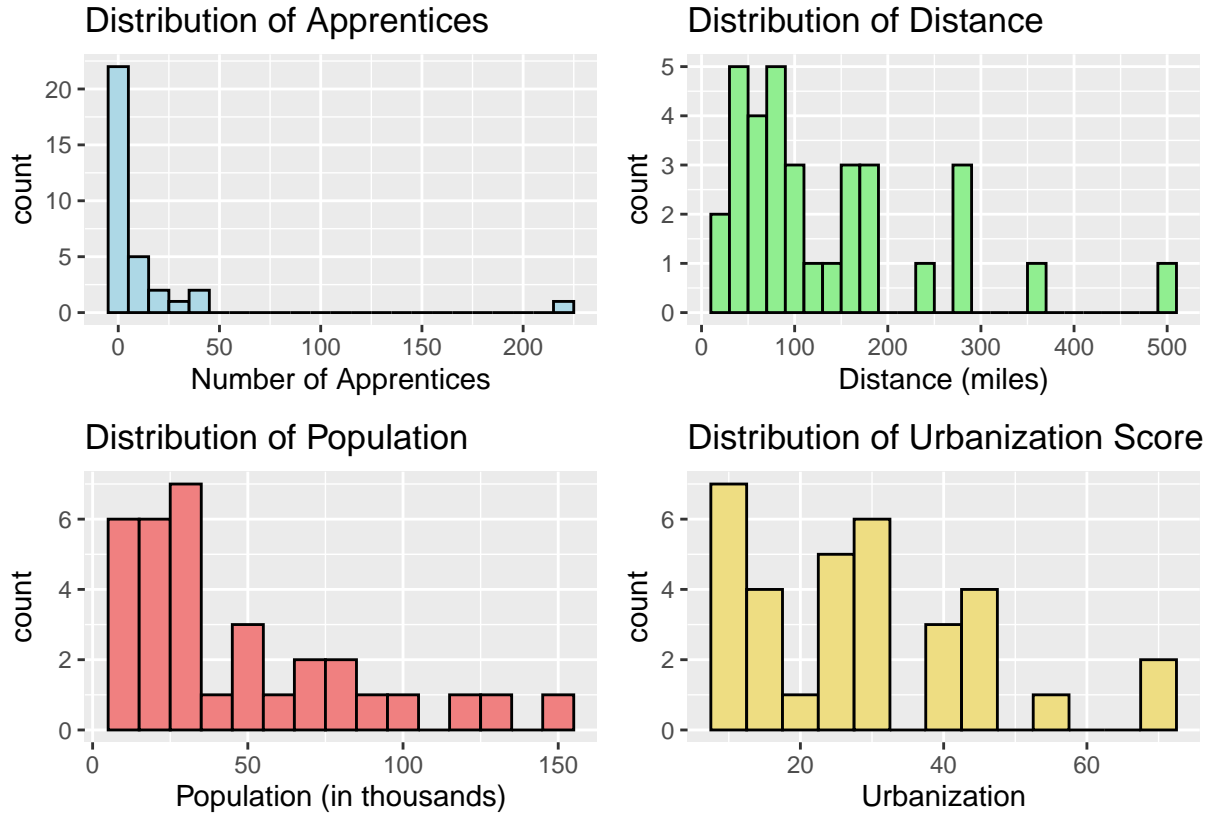 Distribution of Apprentices
20
15
10
5
0
count
0 50 100 150 200
Number of Apprentices
Distribution of Distance
5
4
3
2
1
0
count
0 100 200 300 400 500
Distance (miles)
Distribution of Population
6
4
2
0
count
0 50 100 150
Population (in thousands)
Distribution of Urbanization Score
6
4
2
0
count
20 40 60
Urbanization